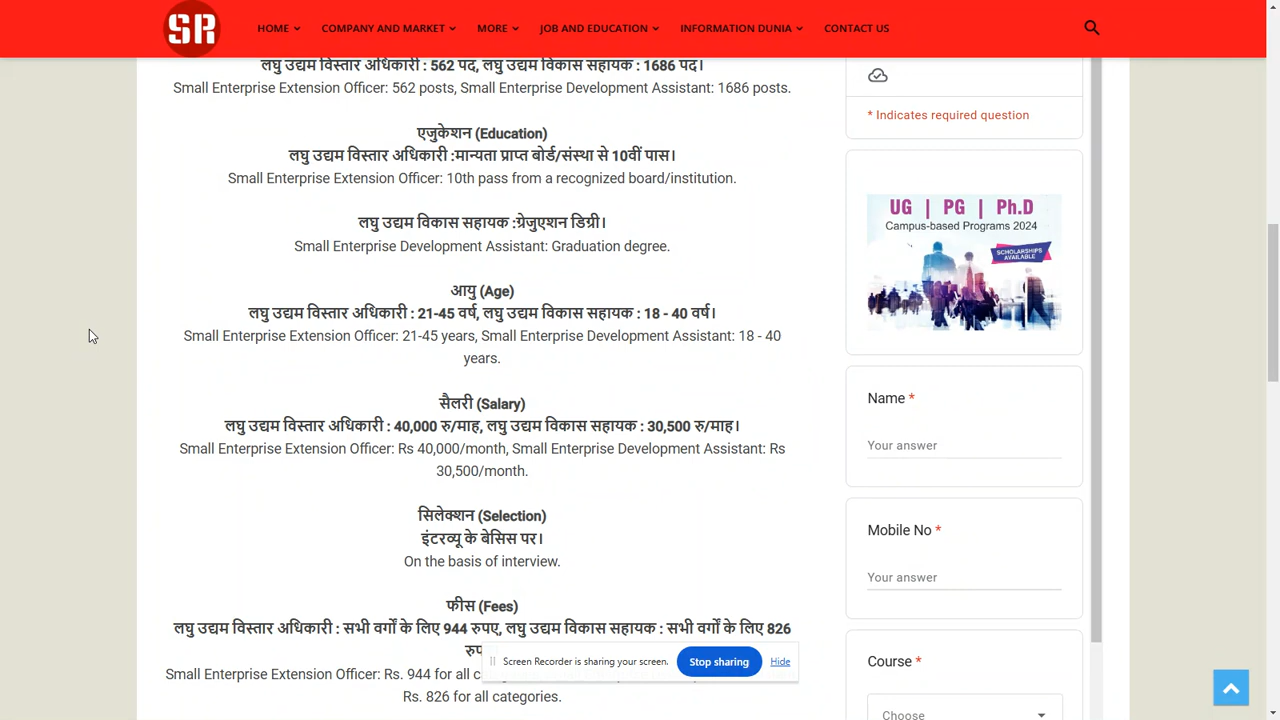 SR
HOME
COMPANY AND MARKET
MORE
JOB AND EDUCATION
INFORMATION DUNIA
CONTACT US
लघु उद्यम विस्तार अधिकारी : 562 पद, लघु उद्यम विकास सहायक : 1686 पद।
Small Enterprise Extension Officer: 562 posts, Small Enterprise Development Assistant: 1686 posts.
एजुकेशन (Education)
लघु उद्यम विस्तार अधिकारी :मान्यता प्राप्त बोर्ड/संस्था से 10वीं पास।
Small Enterprise Extension Officer: 10th pass from a recognized board/institution.
लघु उद्यम विकास सहायक :ग्रेजुएशन डिग्री।
Small Enterprise Development Assistant: Graduation degree.
आयु (Age)
लघु उद्यम विस्तार अधिकारी : 21-45 वर्ष, लघु उद्यम विकास सहायक : 18 - 40 वर्ष।
Small Enterprise Extension Officer: 21-45 years, Small Enterprise Development Assistant: 18 - 40
years.
सैलरी (Salary)
लघु उद्यम विस्तार अधिकारी : 40,000 रु/माह, लघु उद्यम विकास सहायक : 30,500 रु/माह।
Small Enterprise Extension Officer: Rs 40,000/month, Small Enterprise Development Assistant: Rs
30,500/month.
सिलेक्शन (Selection)
इंटरव्यू के बेसिस पर।
On the basis of interview.
फीस (Fees)
लघु उद्यम विस्तार अधिकारी : सभी वर्गों के लिए 944 रुपए, लघु उद्यम विकास सहायक : सभी वर्गों के लिए 826
Small Enterprise Extension Officer: Rs. 944 for all
Rs. 826 for all categories.
Screen Recorder is sharing your screen.
Stop sharing
Hide
* Indicates required question
UG | PG | Ph.D
Campus-based Programs 2024
SCHOLARSHIPS
AVAILABLE
Name *
Your answer
Mobile No *
Your answer
Course *
Choose